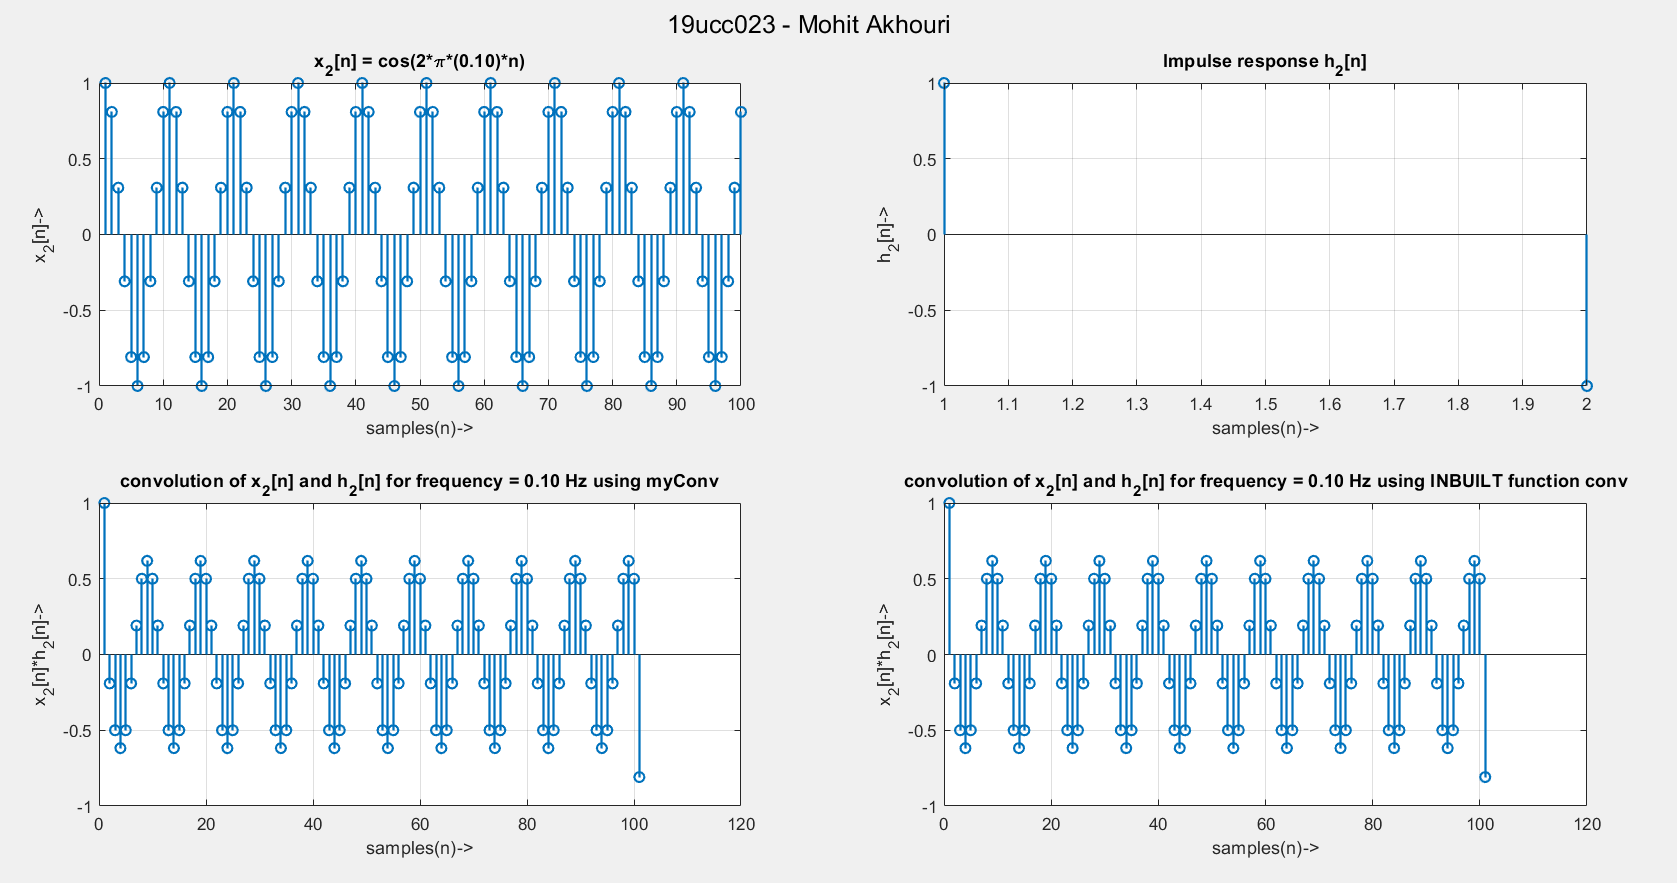 19ucc023 - Mohit Akhouri
x2[n] = cos(2*π*(0.10)*n)
1
0.5
0
-0.5
-1
x2[n]->
0 10 20 30 40 50 60 70 80 90 100
samples(n)->
Impulse response h2[n]
1
0.5
0
-0.5
-1
h2[n]->
1 1.1 1.2 1.3 1.4 1.5 1.6 1.7 1.8 1.9 2
samples(n)->
convolution of x2[n] and h2[n] for frequency = 0.10 Hz using myConv
1
0.5
0
-0.5
-1
x2[n]*h2[n]->
0 20 40 60 80 100 120
samples(n)->
convolution of x2[n] and h2[n] for frequency = 0.10 Hz using INBUILT function conv
1
0.5
0
-0.5
-1
x2[n]*h2[n]->
0 20 40 60 80 100 120
samples(n)->